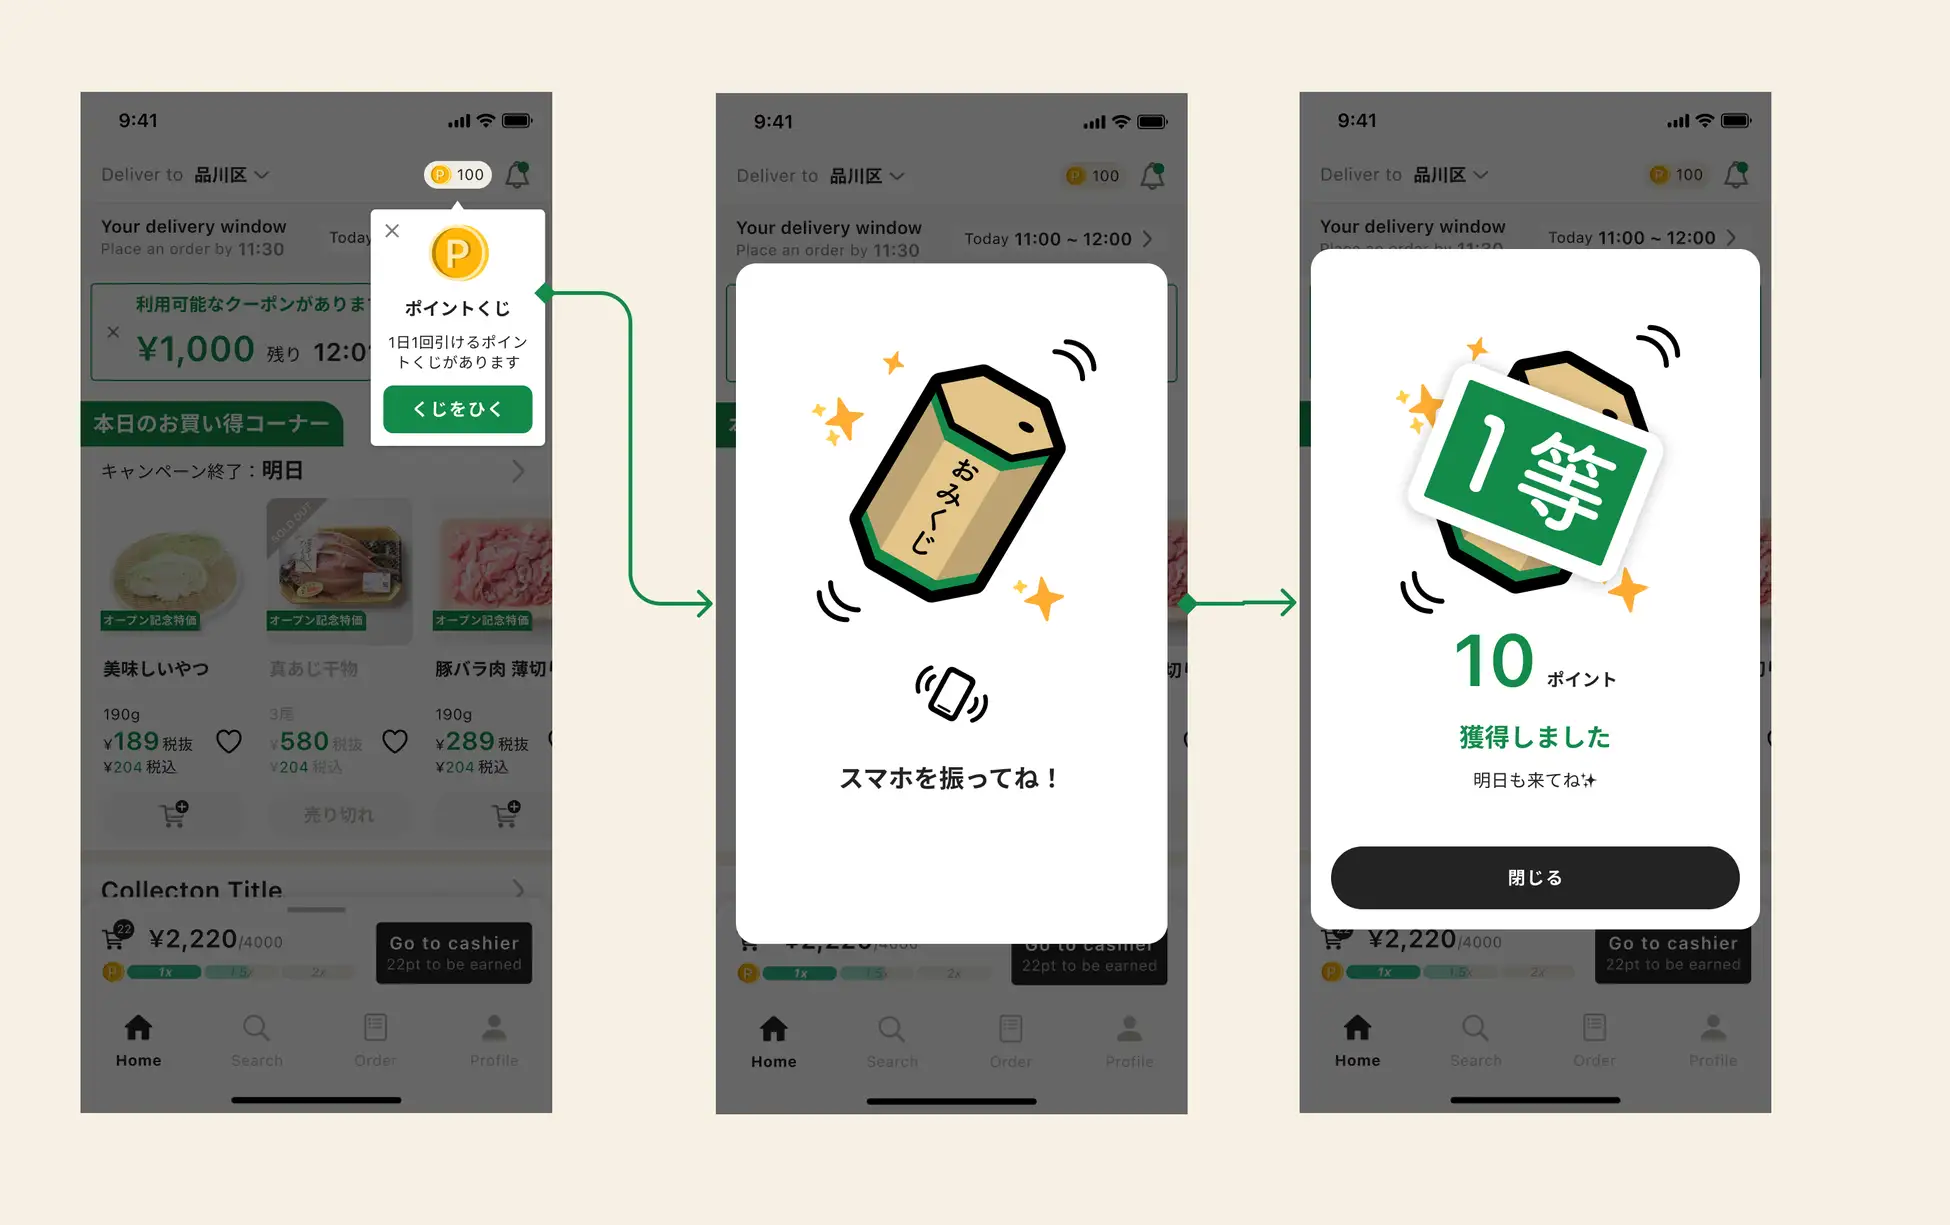 9:41
Deliver to 品川区
P 100
Your delivery window
Place an order by 11:30
Today
利用可能なクーポンがありま
¥1,000 残り 12:0
P
ポイントくじ
1日1回引けるポイン
トくじがあります
くじをひく
本日のお買い得コーナー
キャンペーン終了：明日
SOLD OUT
オープン記念特価
オープン記念特価
オープン記念特価
美味しいやつ
190g
¥189 税抜
¥204 税込
真あじ干物
3尾
¥580 税抜
¥204 税込
売り切れ
豚バラ肉 薄切
190g
¥289 税抜
¥204 税込
Collecton Title
22
¥2,220/4000
P 1x 1.5x 2x
Go to cashier
22pt to be earned
Home
Search
Order
Profile
9:41
Deliver to 品川区
P 100
Your delivery window
Place an order by 11:30
Today 11:00 ~ 12:00
おみくじ
スマホを振ってね！
切
¥2,220/4000
P 1x 1.5x 2x
Go to cashier
22pt to be earned
Home
Search
Order
Profile
9:41
Deliver to 品川区
P 100
Your delivery window
Place an order by 11:30
Today 11:00 ~ 12:00
1等
10 ポイント
獲得しました
明日も来てね✨
閉じる
22
¥2,220/4000
P 1x 1.5x 2x
Go to cashier
22pt to be earned
Home
Search
Order
Profile